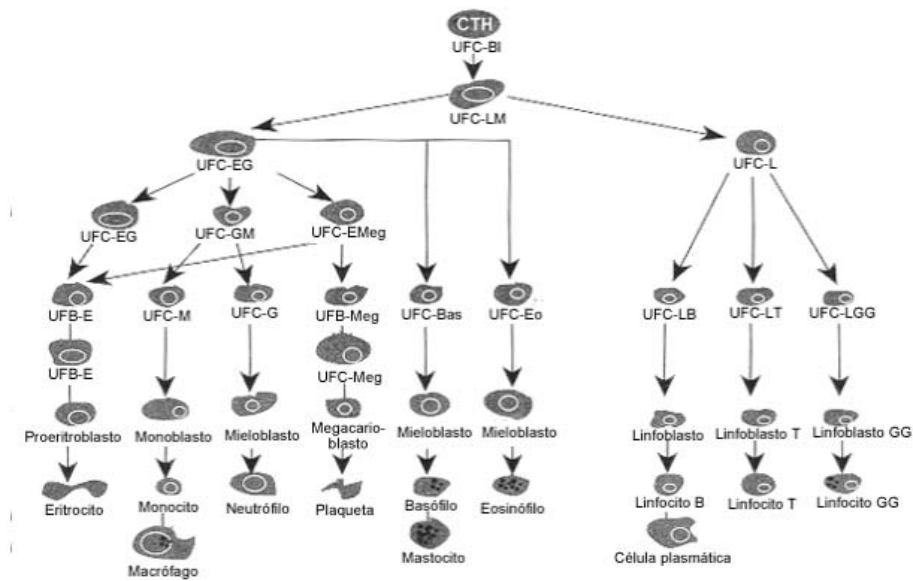 CTH
UFC-BI
UFC-LM
UFC-EG
UFC-L
UFC-EG
UFC-GM
UFC-EMeg
UFB-E
UFC-M
UFC-G
UFB-Meg
UFC-Bas
UFC-Eo
UFC-LB
UFC-LT
UFC-LGG
UFB-E
UFC-Meg
Proeritroblasto
Monoblasto
Mieloblasto
Megacario-
blasto
Mieloblasto
Mieloblasto
Linfoblasto
Linfoblasto T
Linfoblasto GG
Eritrocito
Monocito
Neutrófilo
Plaqueta
Basófilo
Eosinófilo
Linfocito B
Linfocito T
Linfocito GG
Macrófago
Mastocito
Célula plasmática